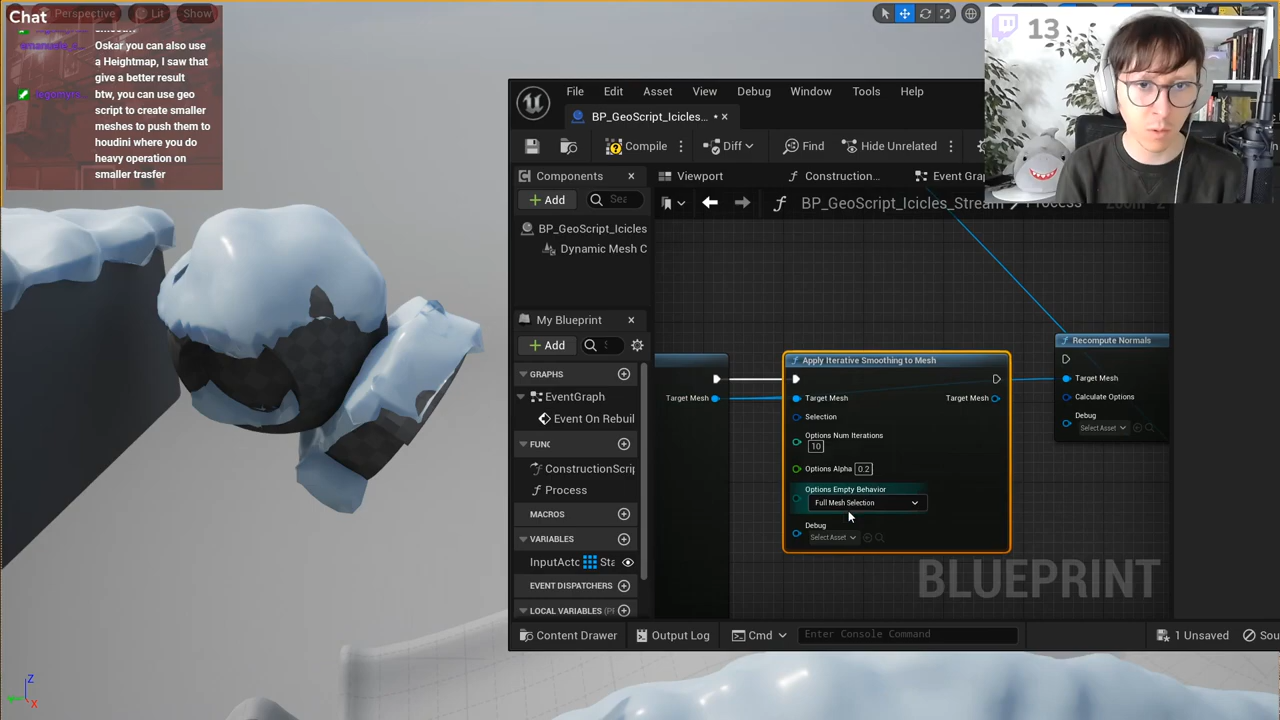 Chat
Perspective
Lit
Show
Oskar you can also use
a Heightmap, I saw that
give a better result
btw, you can use geo
script to create smaller
meshes to push them to
houdini where you do
heavy operation on
smaller trasfer
13
File Edit Asset View Debug Window Tools Help
BP_GeoScript_Icicles...
Compile Diff Find Hide Unrelated
Components
Viewport Construction... Event Gra
Add
BP_GeoScript_Icicles_Stream > Process
BP_GeoScript_Icicles
Dynamic Mesh C
My Blueprint
Add
GRAPHS
EventGraph
Event On Rebuil
FUNC
ConstructionScrip
Process
MACROS
VARIABLES
InputActc Sta
EVENT DISPATCHERS
LOCAL VARIABLES
Target Mesh
Apply Iterative Smoothing to Mesh
Target Mesh Target Mesh
Selection
Options Num Iterations
10
Options Alpha 0.2
Options Empty Behavior
Full Mesh Selection
Debug
Select Asset
Recompute Normals
Target Mesh
Calculate Options
Debug
Select Asset
BLUEPRINT
Content Drawer Output Log Cmd Enter Console Command 1 Unsaved Sou
Z
X